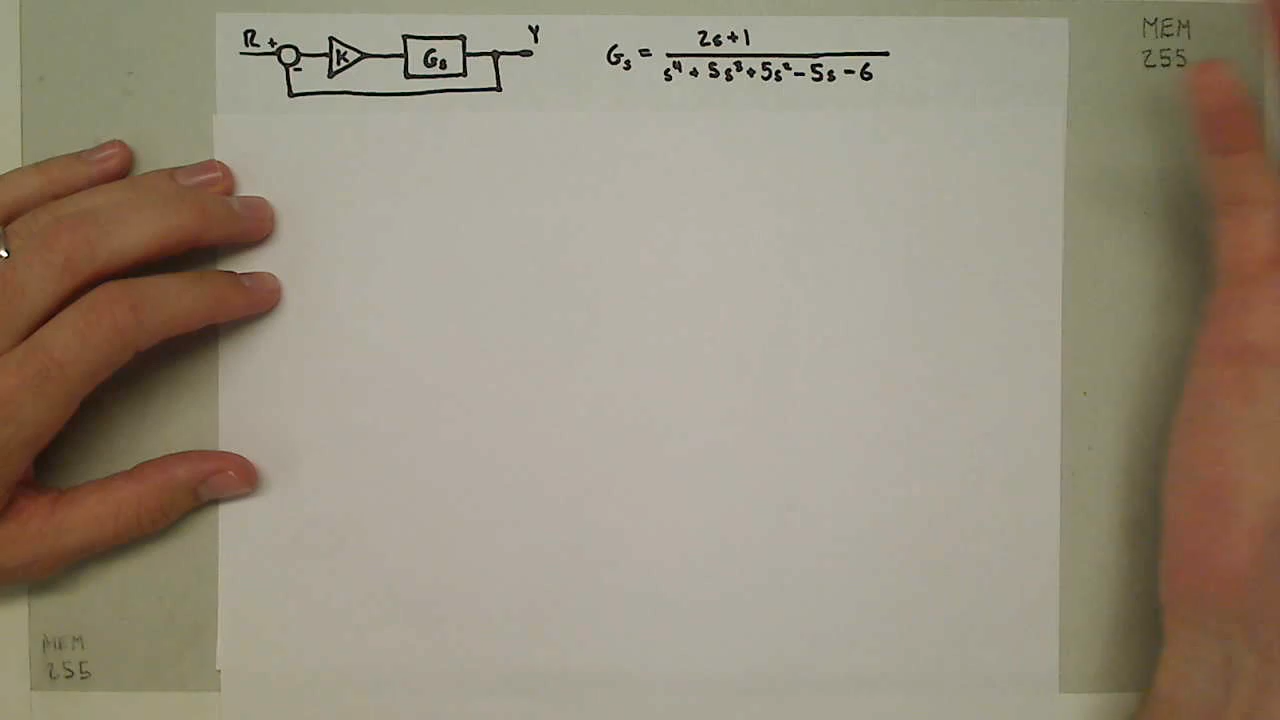 R + - K Gs Y
Gs = 2s+1 / s⁴ + 5s³ + 5s² - 5s - 6
MEM
255
MEM
255